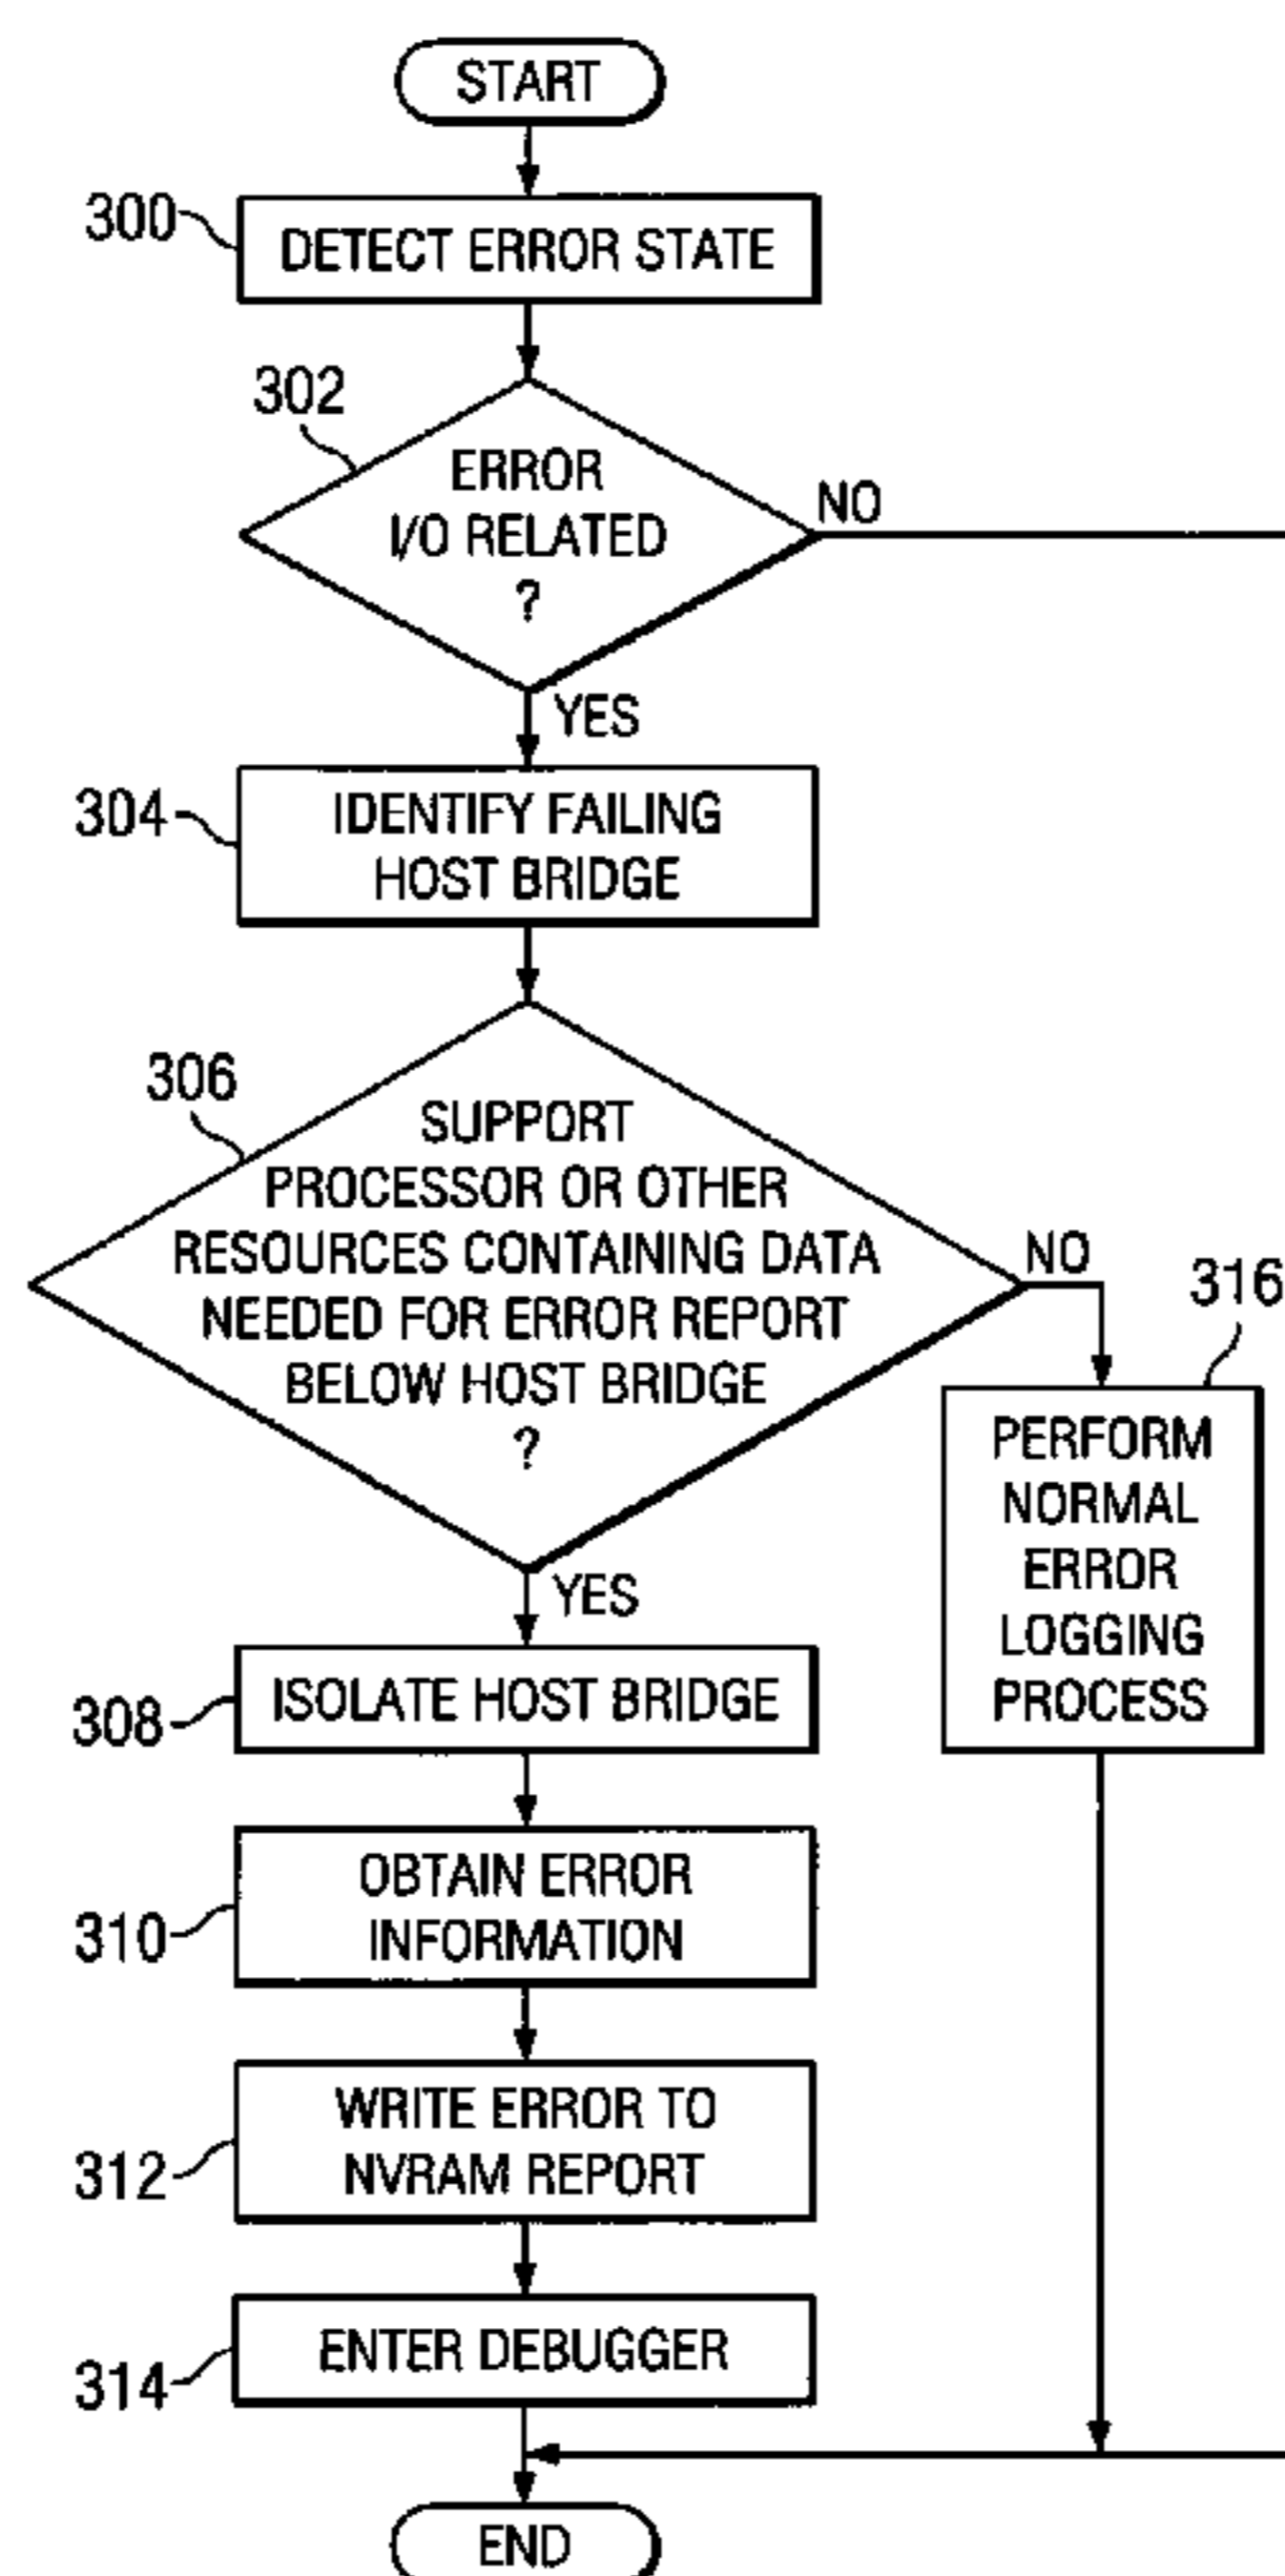 START
300
DETECT ERROR STATE
302
ERROR
I/O RELATED
?
NO
YES
304
IDENTIFY FAILING
HOST BRIDGE
306
SUPPORT
PROCESSOR OR OTHER
RESOURCES CONTAINING DATA
NEEDED FOR ERROR REPORT
BELOW HOST BRIDGE
?
NO
316
PERFORM
NORMAL
ERROR
LOGGING
PROCESS
YES
308
ISOLATE HOST BRIDGE
310
OBTAIN ERROR
INFORMATION
312
WRITE ERROR TO
NVRAM REPORT
314
ENTER DEBUGGER
END